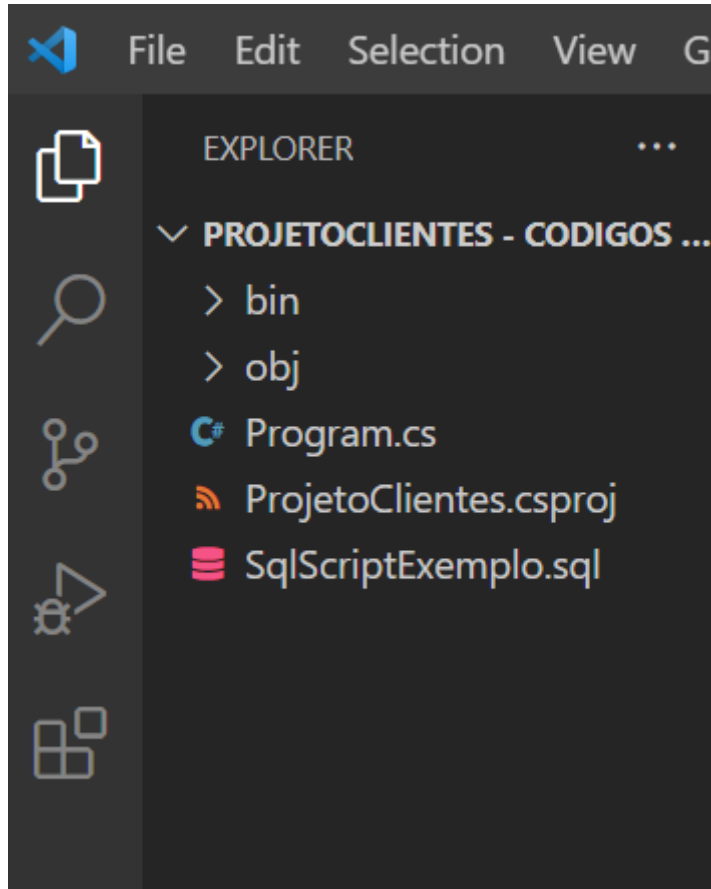 File Edit Selection View G
EXPLORER ...
PROJETOCLIENTES - CODIGOS ...
bin
obj
C# Program.cs
ProjetoClientes.csproj
SqlScriptExemplo.sql